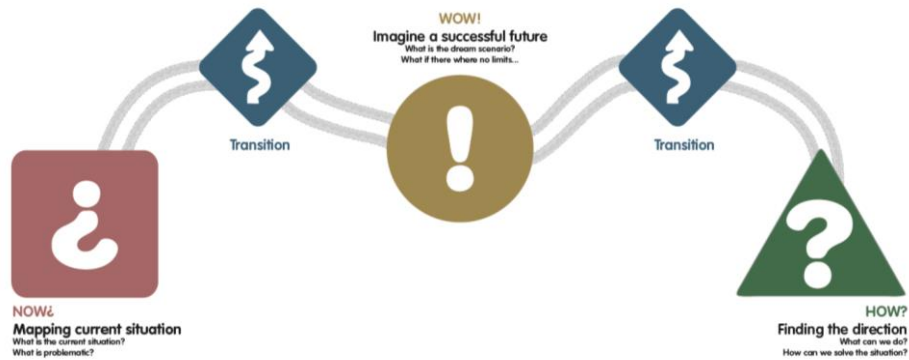 WOW!
Imagine a successful future
What is the dream scenario?
What if there where no limits...
Transition
Transition
NOW¿
Mapping current situation
What is the current situation?
What is problematic?
HOW?
Finding the direction
What can we do?
How can we solve the situation?